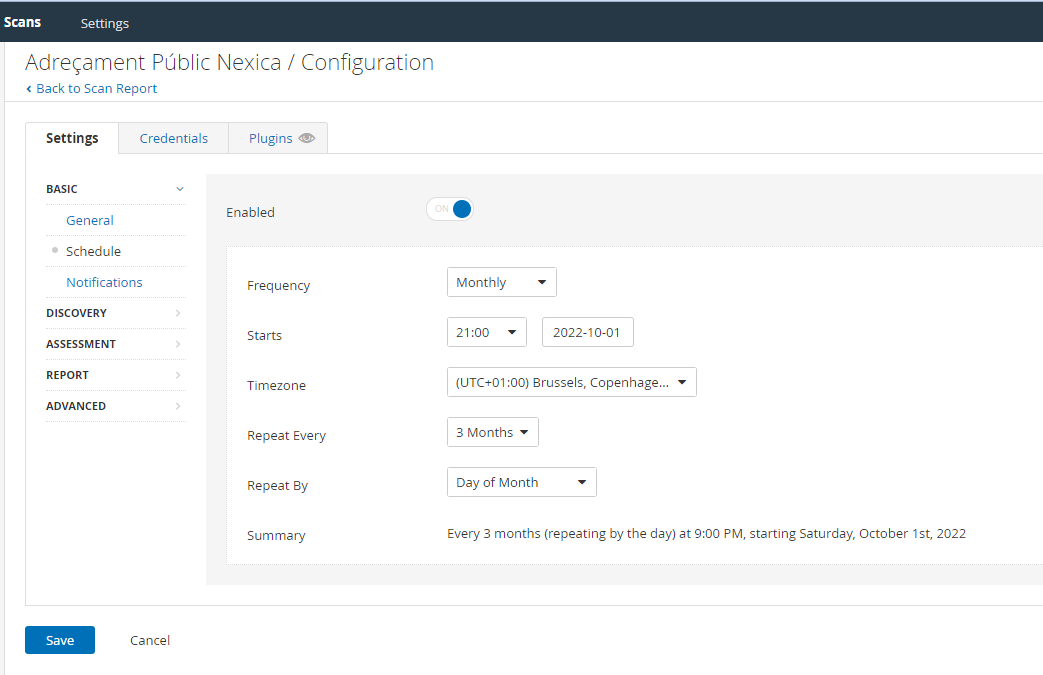 Scans Settings
Adreçament Públic Nexica / Configuration
‹ Back to Scan Report
Settings Credentials Plugins
BASIC
General
Schedule
Notifications
DISCOVERY
ASSESSMENT
REPORT
ADVANCED
Enabled ON
Frequency Monthly
Starts 21:00 2022-10-01
Timezone (UTC+01:00) Brussels, Copenhage...
Repeat Every 3 Months
Repeat By Day of Month
Summary Every 3 months (repeating by the day) at 9:00 PM, starting Saturday, October 1st, 2022
Save Cancel